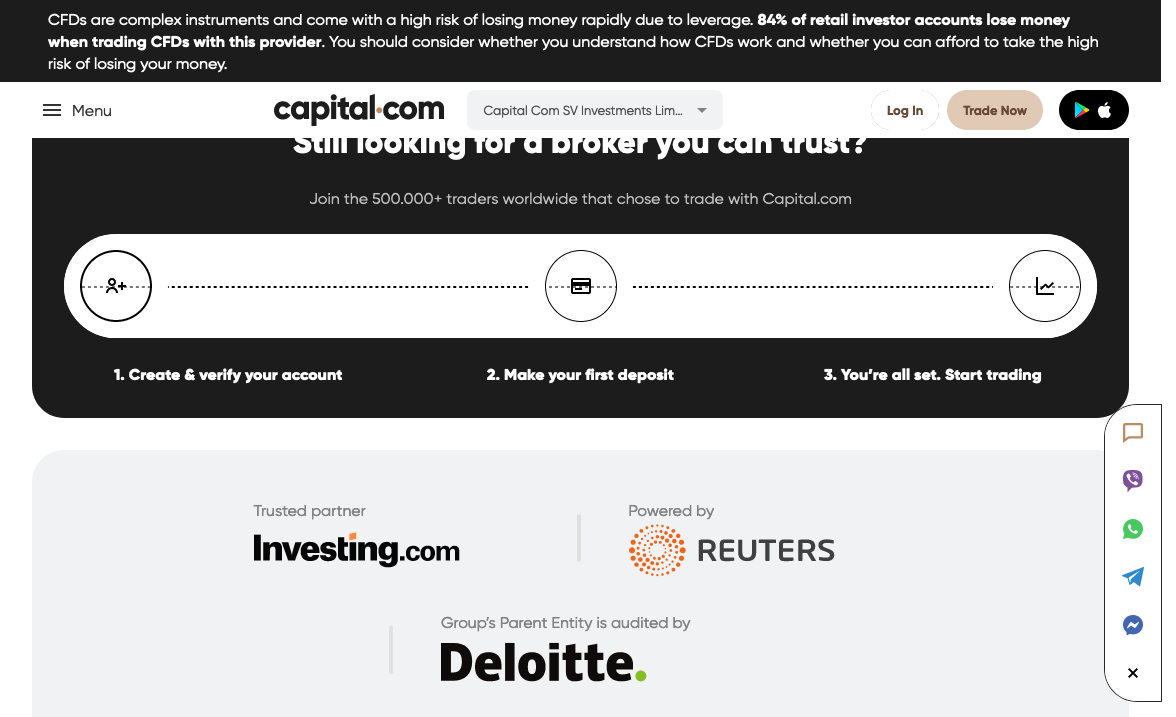 CFDs are complex instruments and come with a high risk of losing money rapidly due to leverage. 84% of retail investor accounts lose money
when trading CFDs with this provider. You should consider whether you understand how CFDs work and whether you can afford to take the high
risk of losing your money.
Menu
capital.com
Capital Com SV Investments Lim...
Log In
Trade Now
Still looking for a broker you can trust?
Join the 500.000+ traders worldwide that chose to trade with Capital.com
1. Create & verify your account
2. Make your first deposit
3. You're all set. Start trading
Trusted partner
Investing.com
Powered by
REUTERS
Group's Parent Entity is audited by
Deloitte.